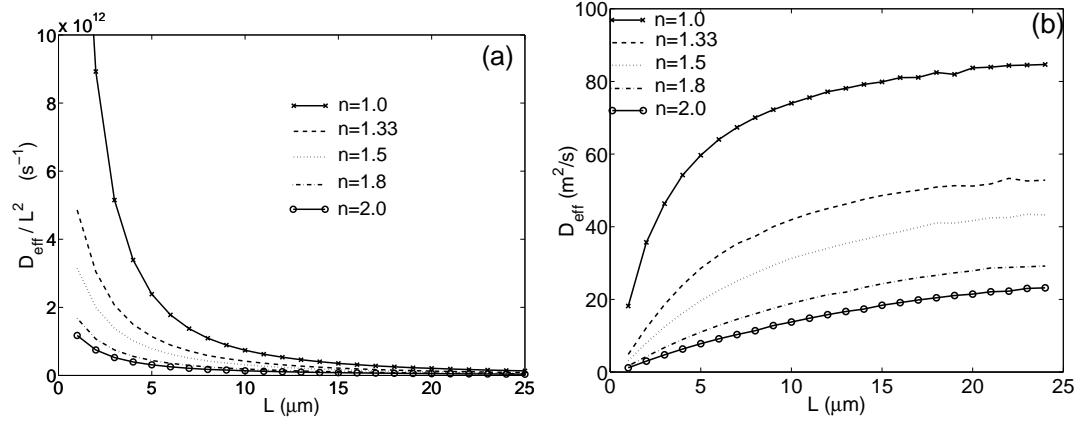 x 10^12
(a)
10
8
6
4
2
0
0 5 10 15 20 25
D_eff / L^2 (s^−1)
L (μm)
n=1.0
n=1.33
n=1.5
n=1.8
n=2.0
(b)
100
80
60
40
20
0
0 5 10 15 20 25
D_eff (m^2/s)
L (μm)
n=1.0
n=1.33
n=1.5
n=1.8
n=2.0